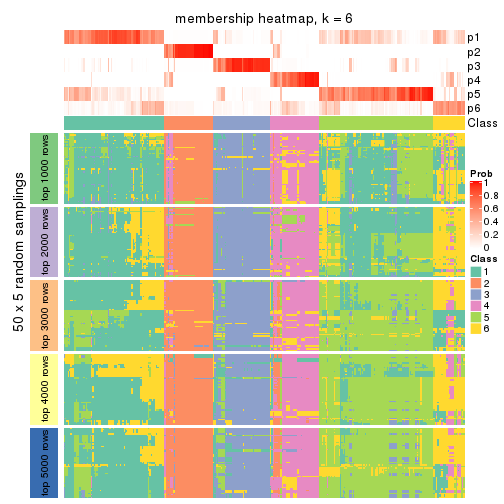 membership heatmap, k = 6
p1
p2
p3
p4
p5
p6
Class
50 x 5 random samplings
top 1000 rows
top 2000 rows
top 3000 rows
top 4000 rows
top 5000 rows
Prob
1
0.8
0.6
0.4
0.2
0
Class
1
2
3
4
5
6